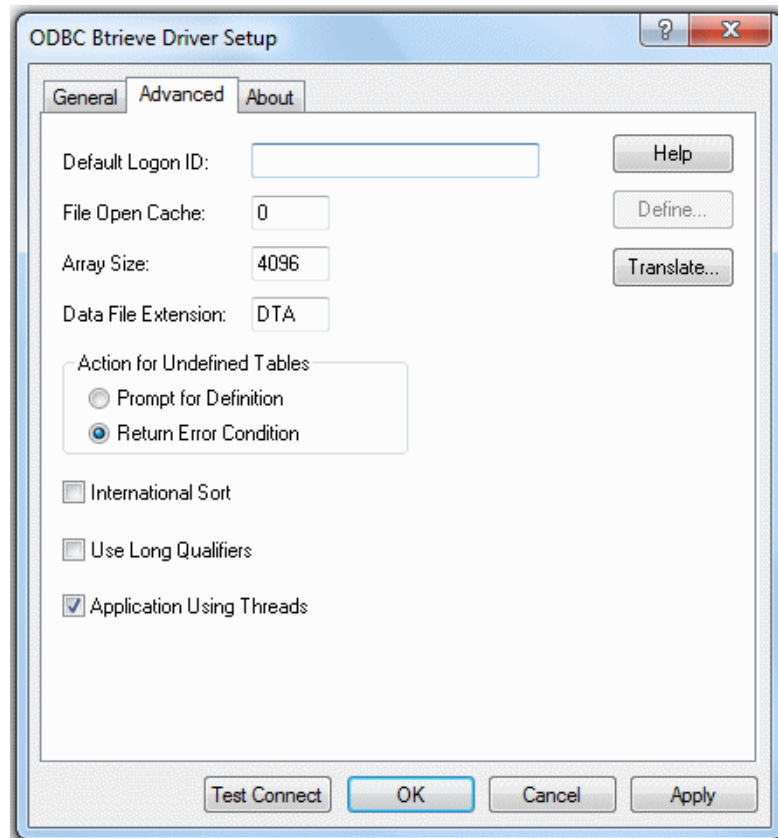 ODBC Btrieve Driver Setup
?
General Advanced About
Default Logon ID:
Help
File Open Cache: 0
Define...
Array Size: 4096
Translate...
Data File Extension: DTA
Action for Undefined Tables
Prompt for Definition
Return Error Condition
International Sort
Use Long Qualifiers
Application Using Threads
Test Connect OK Cancel Apply